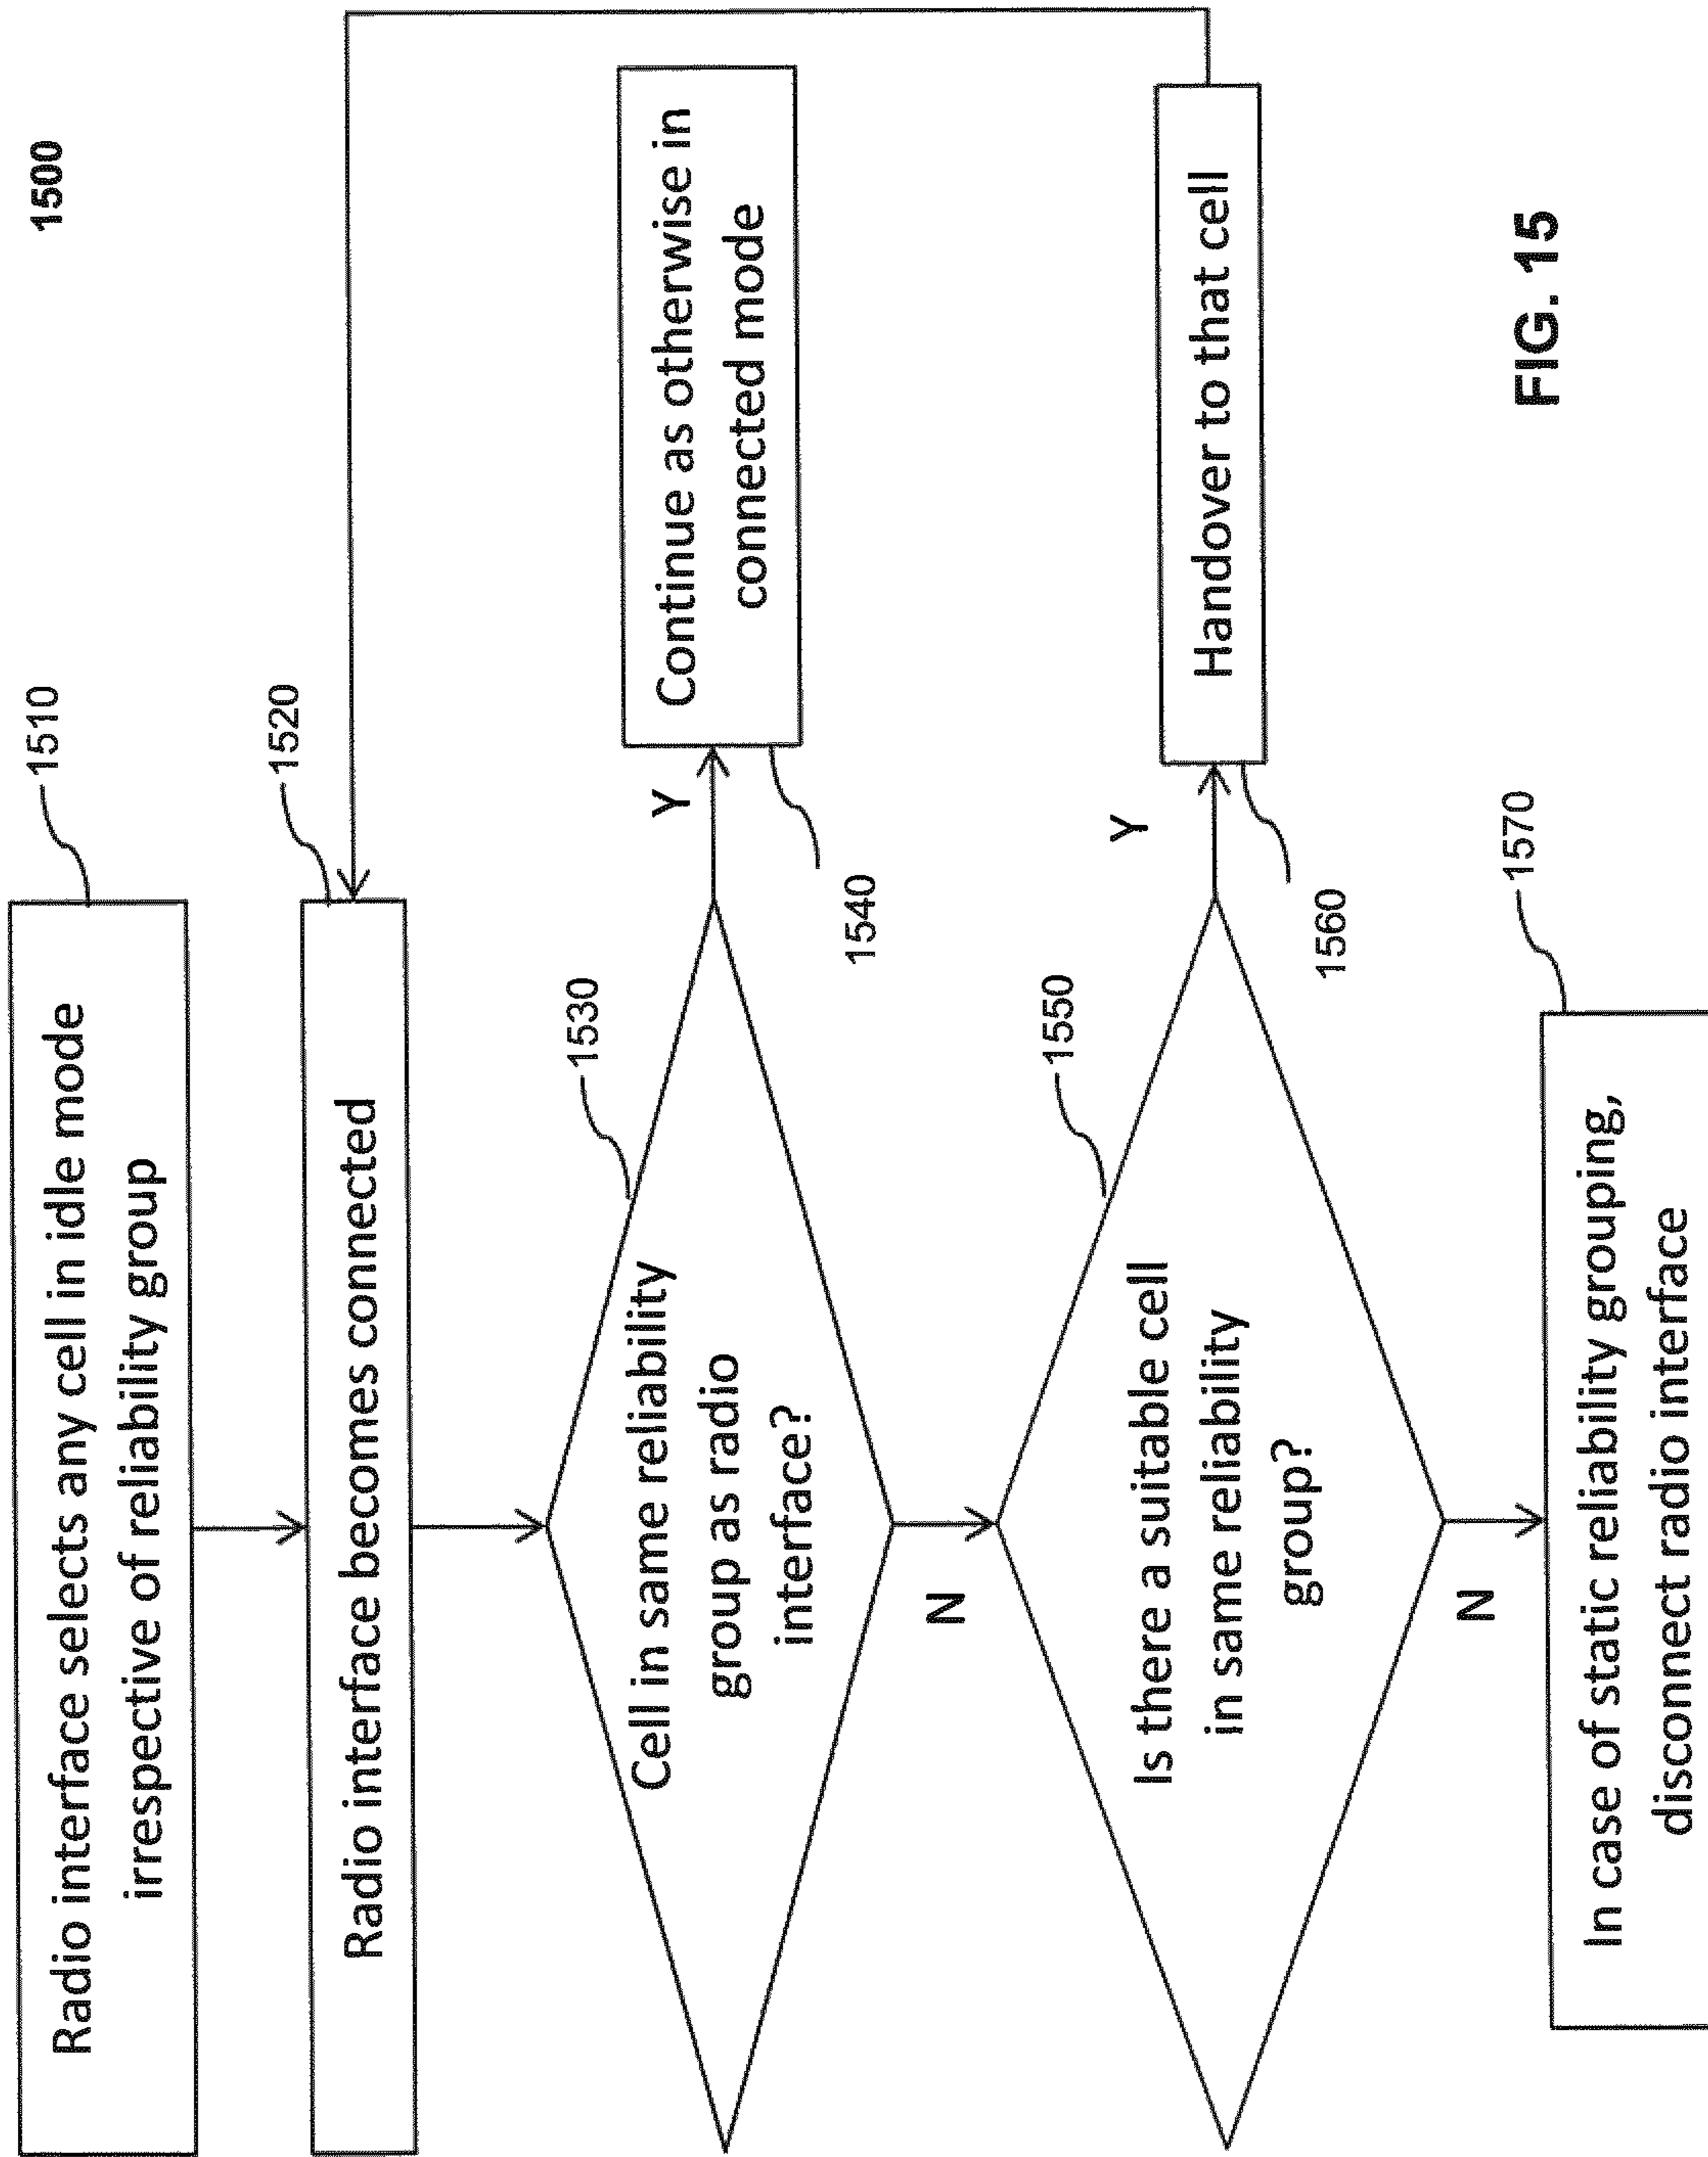 1500
Radio interface selects any cell in idle mode
irrespective of reliability group
1510
Radio interface becomes connected
1520
Cell in same reliability
group as radio
interface?
1530
Y
Continue as otherwise in
connected mode
1540
N
Is there a suitable cell
in same reliability
group?
1550
Y
Handover to that cell
1560
N
In case of static reliability grouping,
disconnect radio interface
1570
FIG. 15